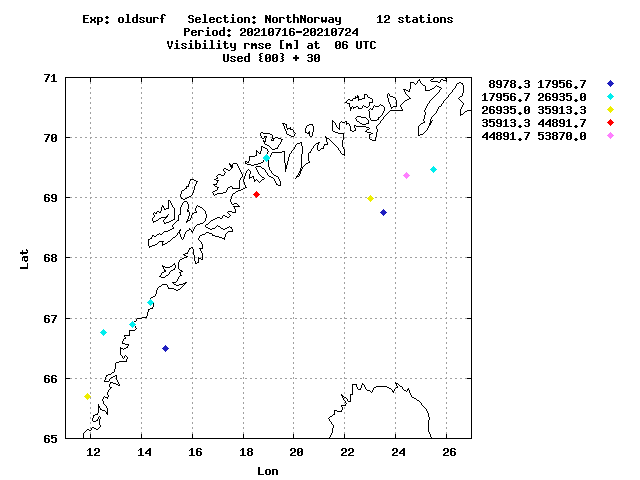 Exp: oldsurf   Selection: NorthNorway     12 stations
Period: 20210716-20210724
Visibility rmse [m] at  06 UTC
Used {00} + 30
8978.3 17956.7
17956.7 26935.0
26935.0 35913.3
35913.3 44891.7
44891.7 53870.0
71
70
69
68
67
66
65
Lat
12 14 16 18 20 22 24 26
Lon